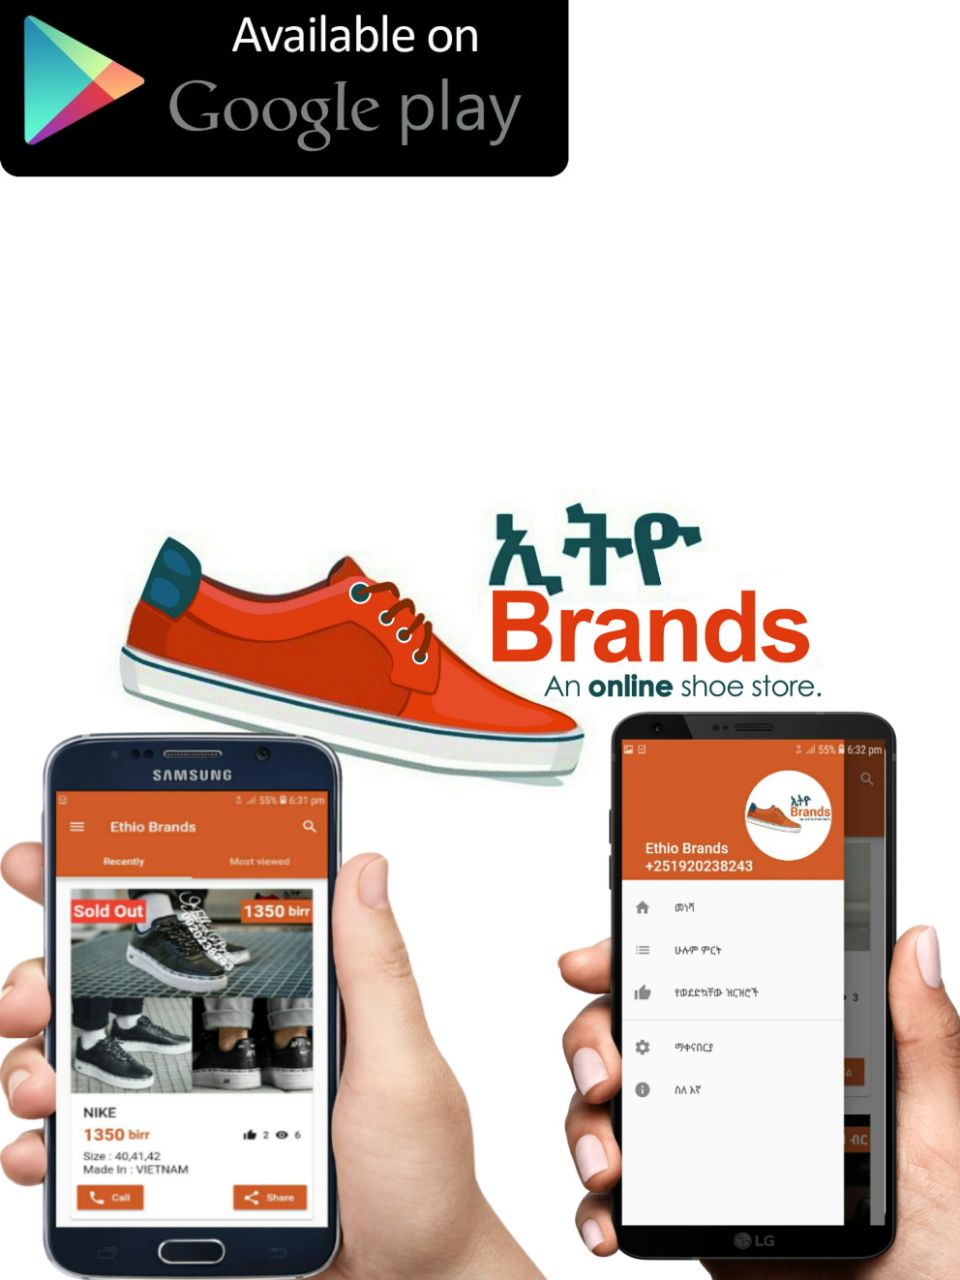 Available on
Google play
ኢትዮ
Brands
An online shoe store.
SAMSUNG
55% 6:31 pm
Ethio Brands
Recently
Most viewed
Sold Out
1350 birr
NIKE
1350 birr
2 6
Size : 40,41,42
Made In : VIETNAM
Call
Share
55% 6:32 pm
ኢትዮ
Brands
Ethio Brands
+251920238243
መነሻ
ሁሉም ምርት
የወደድኳቸው ዝርዝሮች
3
ማቀናበርያ
ስለ እኛ
ብር
LG